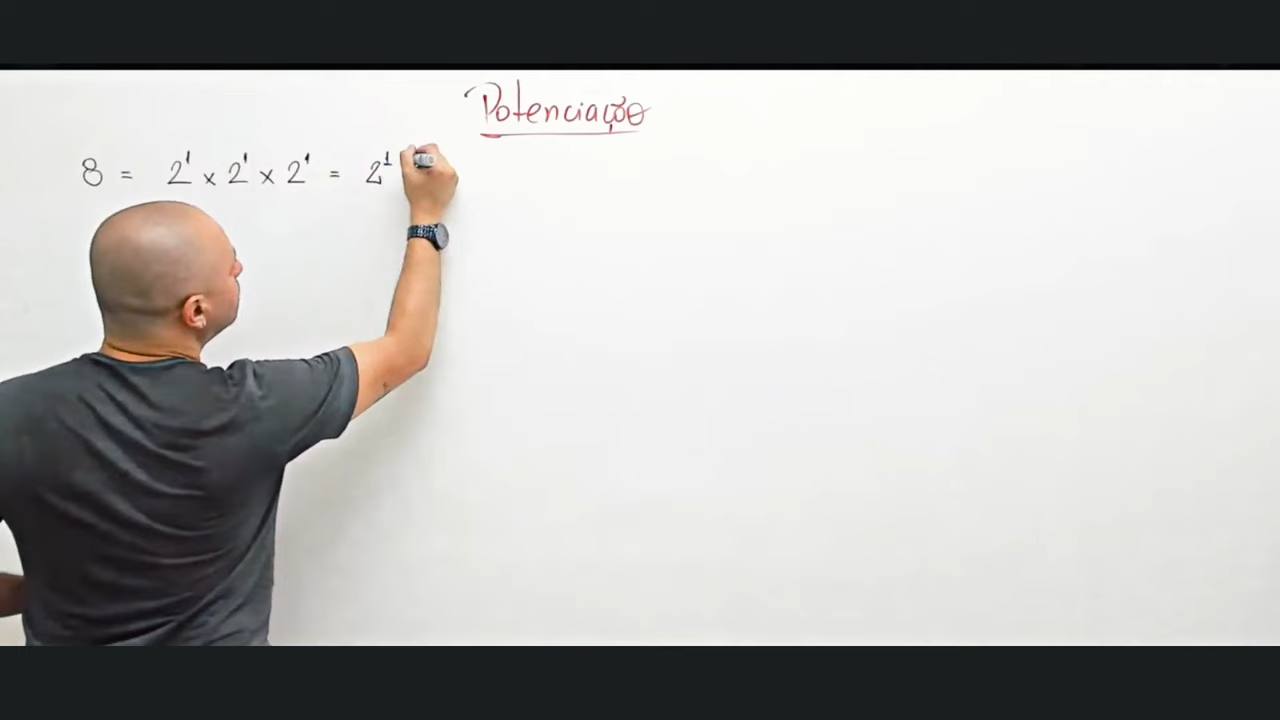 Potenciação
8 = 2¹ × 2¹ × 2¹ = 2¹